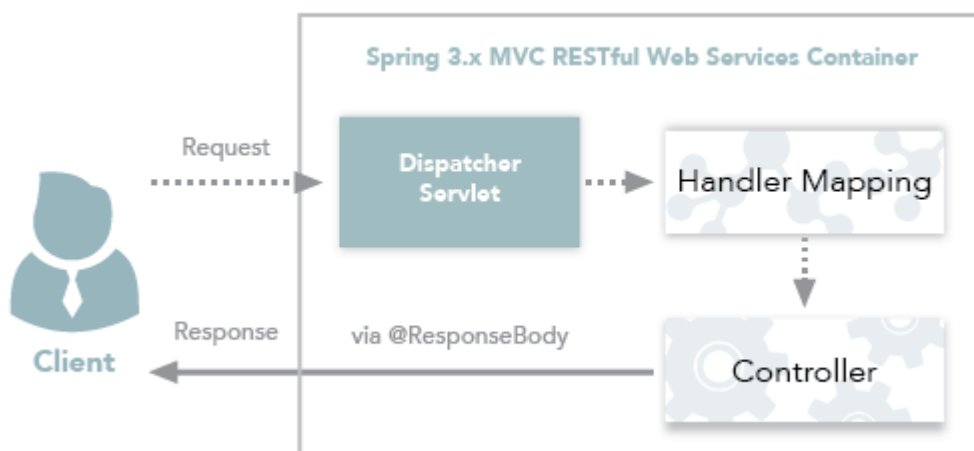 Spring 3.x MVC RESTful Web Services Container
Request
Dispatcher
Servlet
Handler Mapping
Response
via @ResponseBody
Client
Controller